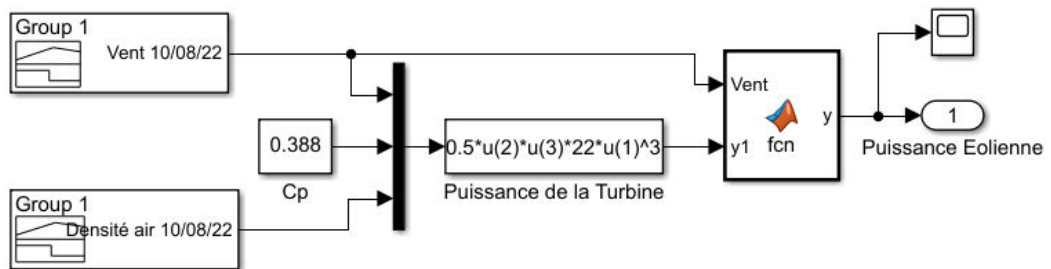 Group 1
Vent 10/08/22
0.388
Cp
Group 1
Densité air 10/08/22
0.5*u(2)*u(3)*22*u(1)^3
Puissance de la Turbine
Vent
y1
fcn
y
1
Puissance Eolienne